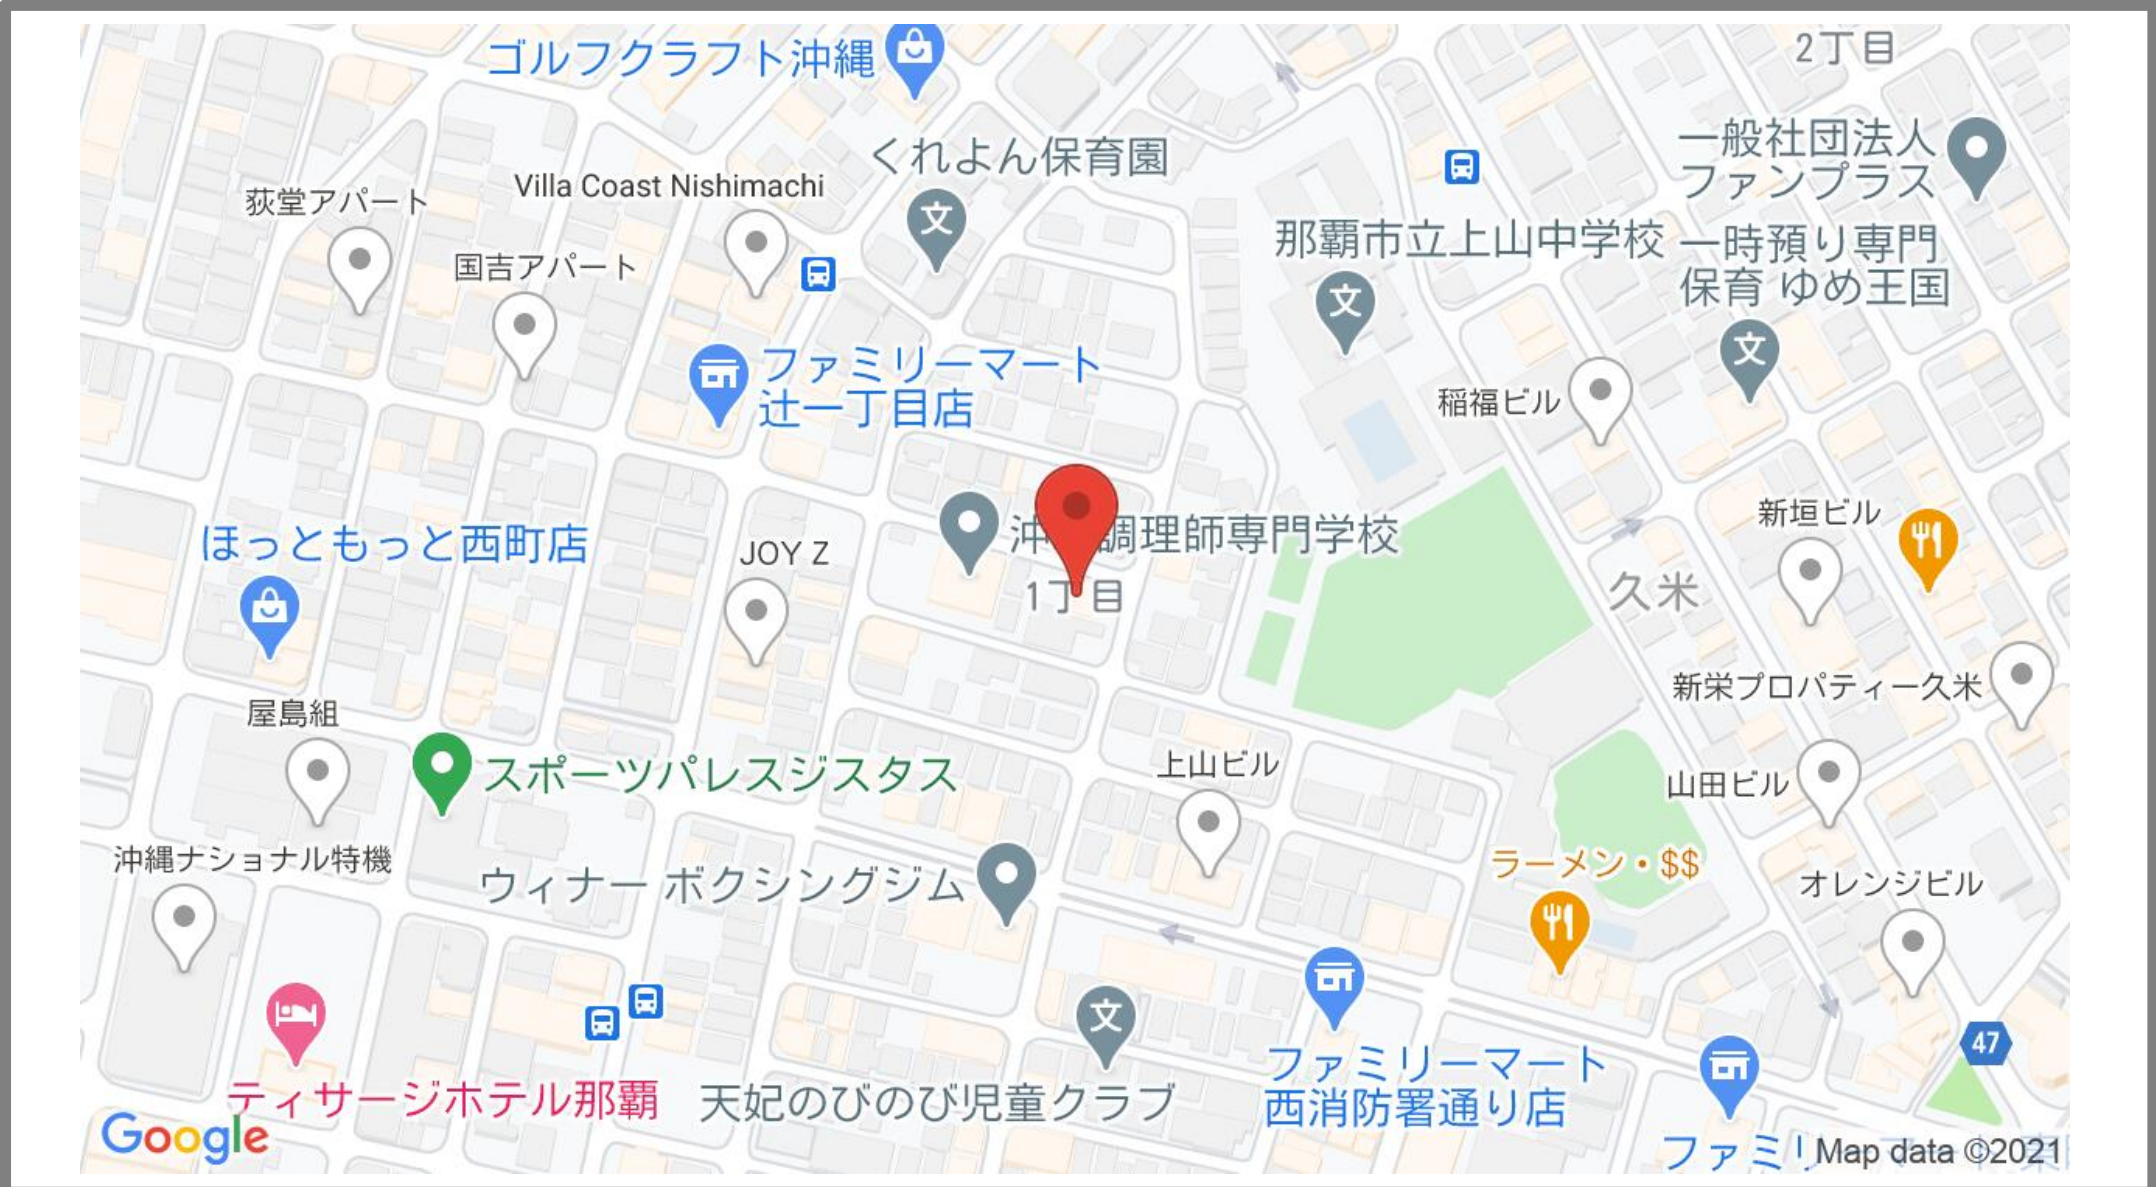 ゴルフクラフト沖縄
2丁目
一般社団法人
ファンプラス
くれよん保育園
Villa Coast Nishimachi
荻堂アパート
那覇市立上山中学校
一時預り専門
保育 ゆめ王国
国吉アパート
ファミリーマート
辻一丁目店
稲福ビル
新垣ビル
沖 調理師専門学校
ほっともっと西町店
JOY Z
1丁目
久米
新栄プロパティー久米
屋島組
スポーツパレスジスタス
上山ビル
山田ビル
沖縄ナショナル特機
ウィナー ボクシングジム
ラーメン・$$
オレンジビル
47
ファミリーマート
西消防署通り店
ティサージホテル那覇
天妃のびのび児童クラブ
Google
ファミリ
Map data ©2021